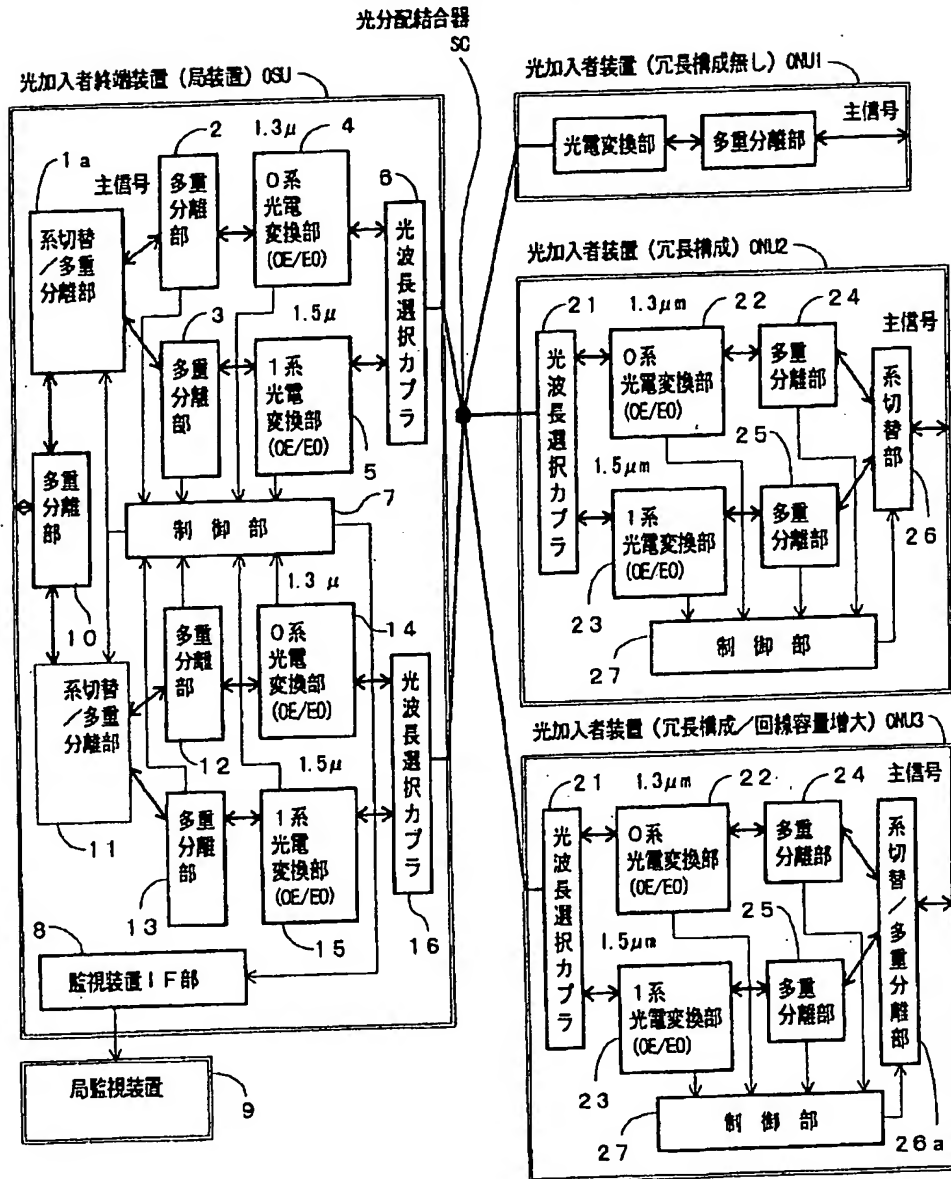 光分配結合器
SC
光加入者終端装置(局装置)OSU
1a
系切替
/多重
分離部
主信号
2
多重
分離
部
1.3μ
4
0系
光電
変換部
(OE/EO)
6
光波長選択カプラ
3
多重
分離
部
1.5μ
1系
光電
変換部
(OE/EO)
5
多重
分離
部
10
7
制御部
系切替
/多重
分離部
11
多重
分離
部
12
1.3μ
0系
光電
変換部
(OE/EO)
14
光波長選択カプラ
16
多重
分離
部
13
1.5μ
1系
光電
変換部
(OE/EO)
15
8
監視装置IF部
局監視装置
9
光加入者装置(冗長構成無し)ONU1
光電変換部
多重分離部
主信号
光加入者装置(冗長構成)ONU2
21
光波長選択カプラ
1.3μm
22
0系
光電変換部
(OE/EO)
24
多重
分離部
主信号
系切替部
26
1.5μm
1系
光電変換部
(OE/EO)
23
25
多重
分離部
27
制御部
光加入者装置(冗長構成/回線容量増大)ONU3
21
光波長選択カプラ
1.3μm
22
0系
光電変換部
(OE/EO)
24
多重
分離部
主信号
系切替/多重分離部
26a
1.5μm
1系
光電変換部
(OE/EO)
23
25
多重
分離部
27
制御部